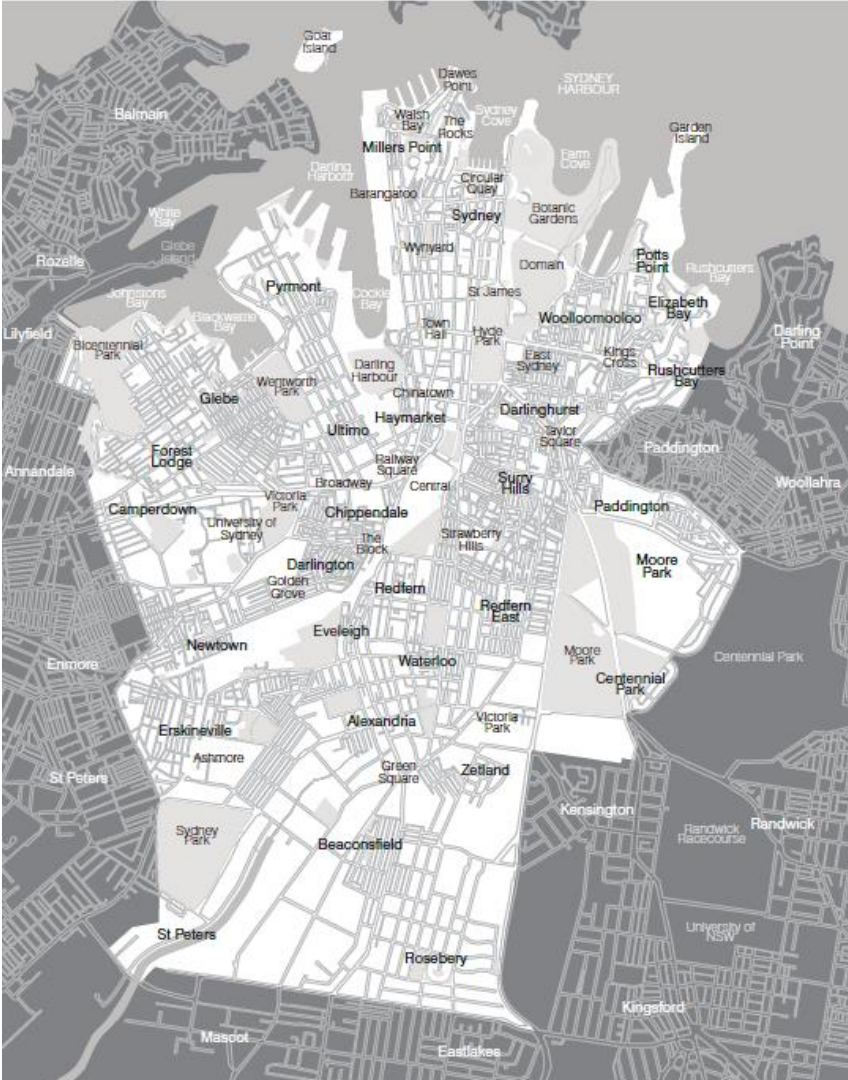 Goat
Island
Dawes
Point
SYDNEY
HARBOUR
Balmain
Walsh
Bay
The
Rocks
Sydney
Cove
Garden
Island
Millers Point
Farm
Cove
Darling
Harbour
Circular
Quay
Barangaroo
White
Bay
Sydney
Botanic
Gardens
Glebe
Island
Wynyard
Rozelle
Domain
Potts
Point
Rushcutters
Bay
Pyrmont
Johnstons
Bay
Cockle
Bay
St James
Elizabeth
Bay
Blackwattle
Bay
Woolloomooloo
Lilyfield
Town
Hall
Hyde
Park
Darling
Point
Bicentennial
Park
East
Sydney
Kings
Cross
Darling
Harbour
Rushcutters
Bay
Wentworth
Park
Glebe
Chinatown
Haymarket
Darlinghurst
Ultimo
Taylor
Square
Paddington
Forest
Lodge
Railway
Square
Annandale
Broadway
Central
Surry
Hills
Woollahra
Camperdown
Victoria
Park
Chippendale
Paddington
University of
Sydney
The
Block
Strawberry
Hills
Darlington
Moore
Park
Golden
Grove
Redfern
Redfern
East
Eveleigh
Newtown
Enmore
Waterloo
Moore
Park
Centennial Park
Centennial
Park
Erskineville
Alexandria
Victoria
Park
Ashmore
Green
Square
Zetland
St Peters
Kensington
Sydney
Park
Randwick
Racecourse
Randwick
Beaconsfield
St Peters
University of
NSW
Rosebery
Kingsford
Mascot
Eastlakes